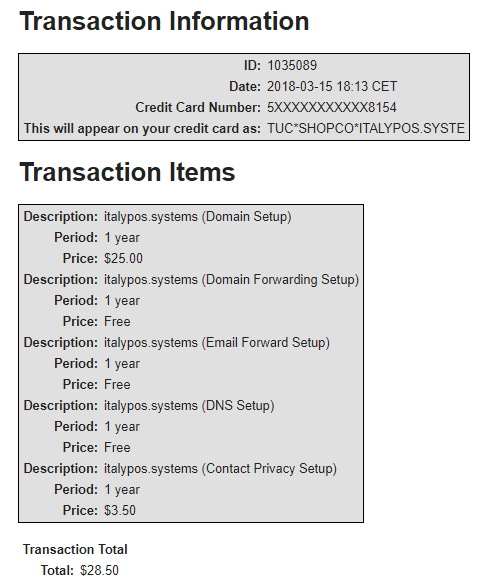 Transaction Information
ID: 1035089
Date: 2018-03-15 18:13 CET
Credit Card Number: 5XXXXXXXXXXX8154
This will appear on your credit card as: TUC*SHOPCO*ITALYPOS.SYSTE
Transaction Items
Description: italypos.systems (Domain Setup)
Period: 1 year
Price: $25.00
Description: italypos.systems (Domain Forwarding Setup)
Period: 1 year
Price: Free
Description: italypos.systems (Email Forward Setup)
Period: 1 year
Price: Free
Description: italypos.systems (DNS Setup)
Period: 1 year
Price: Free
Description: italypos.systems (Contact Privacy Setup)
Period: 1 year
Price: $3.50
Transaction Total
Total: $28.50